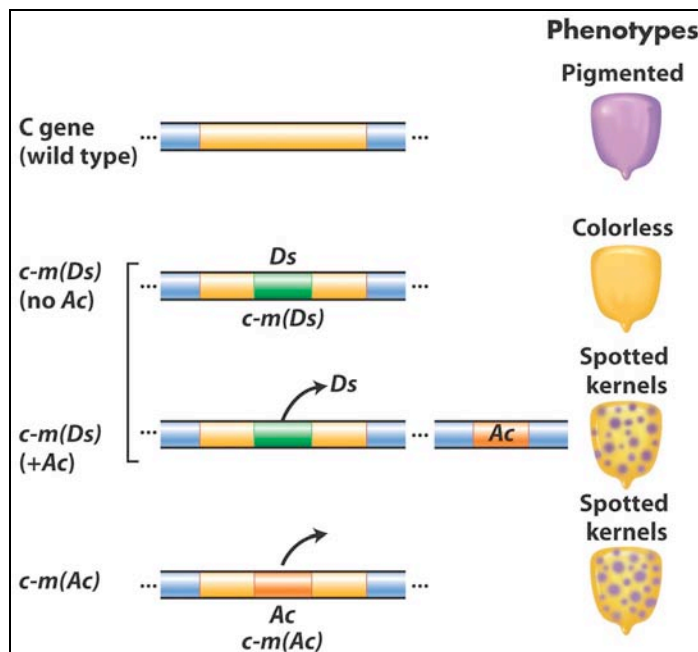 Phenotypes
Pigmented
C gene
(wild type)
...
...
Colorless
c-m(Ds)
(no Ac)
Ds
...
...
c-m(Ds)
Spotted
kernels
Ds
c-m(Ds)
(+Ac)
...
...
Ac
Spotted
kernels
c-m(Ac)
...
...
Ac
c-m(Ac)